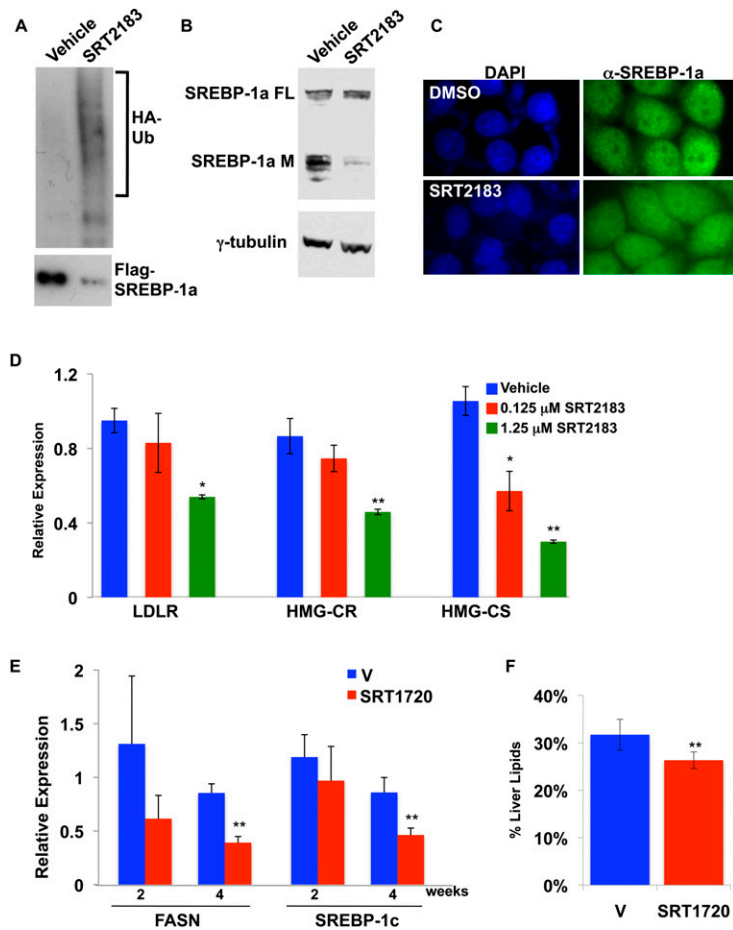 A
Vehicle
SRT2183
HA-
Ub
Flag-
SREBP-1a
B
Vehicle
SRT2183
SREBP-1a FL
SREBP-1a M
γ-tubulin
C
DAPI
α-SREBP-1a
DMSO
SRT2183
D
Relative Expression
1.2
0.8
0.4
0
Vehicle
0.125 μM SRT2183
1.25 μM SRT2183
*
**
*
**
LDLR
HMG-CR
HMG-CS
E
Relative Expression
2
1.5
1
0.5
0
V
SRT1720
**
**
2
4
2
4
weeks
FASN
SREBP-1c
F
% Liver Lipids
40%
30%
20%
10%
0%
**
V
SRT1720